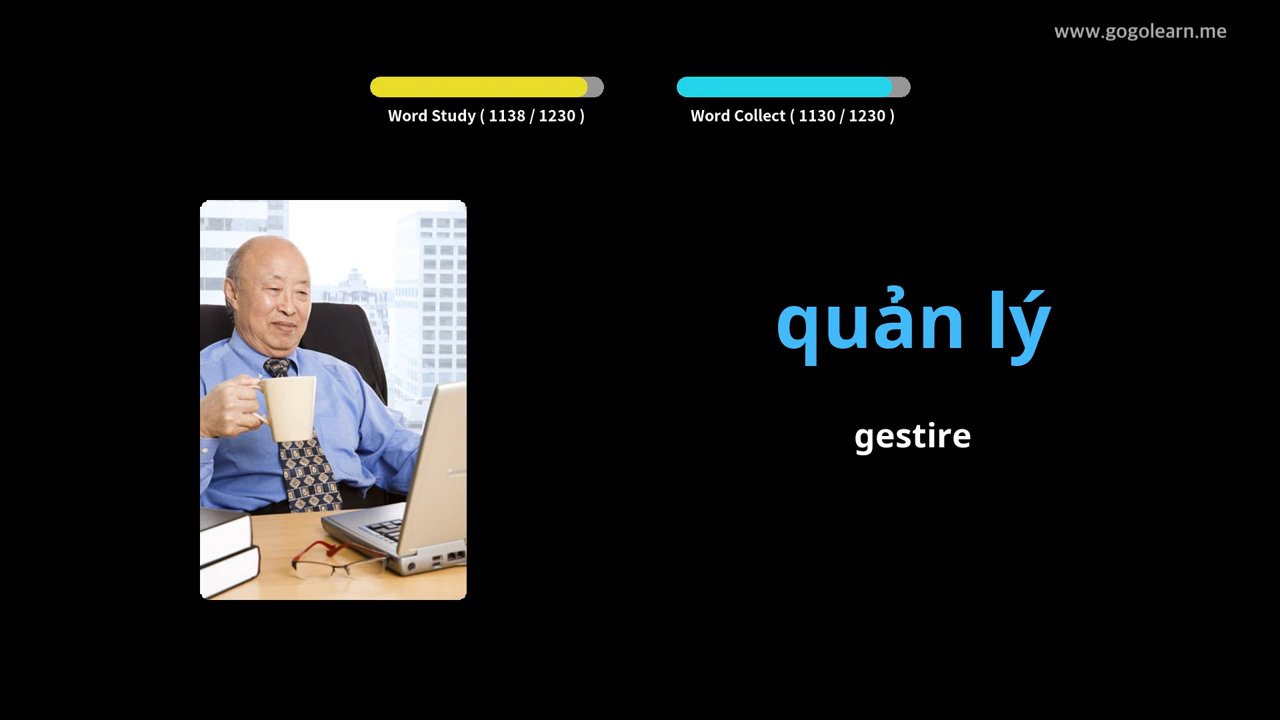 www.gogolearn.me
Word Study ( 1138 / 1230 )
Word Collect ( 1130 / 1230 )
quản lý
gestire